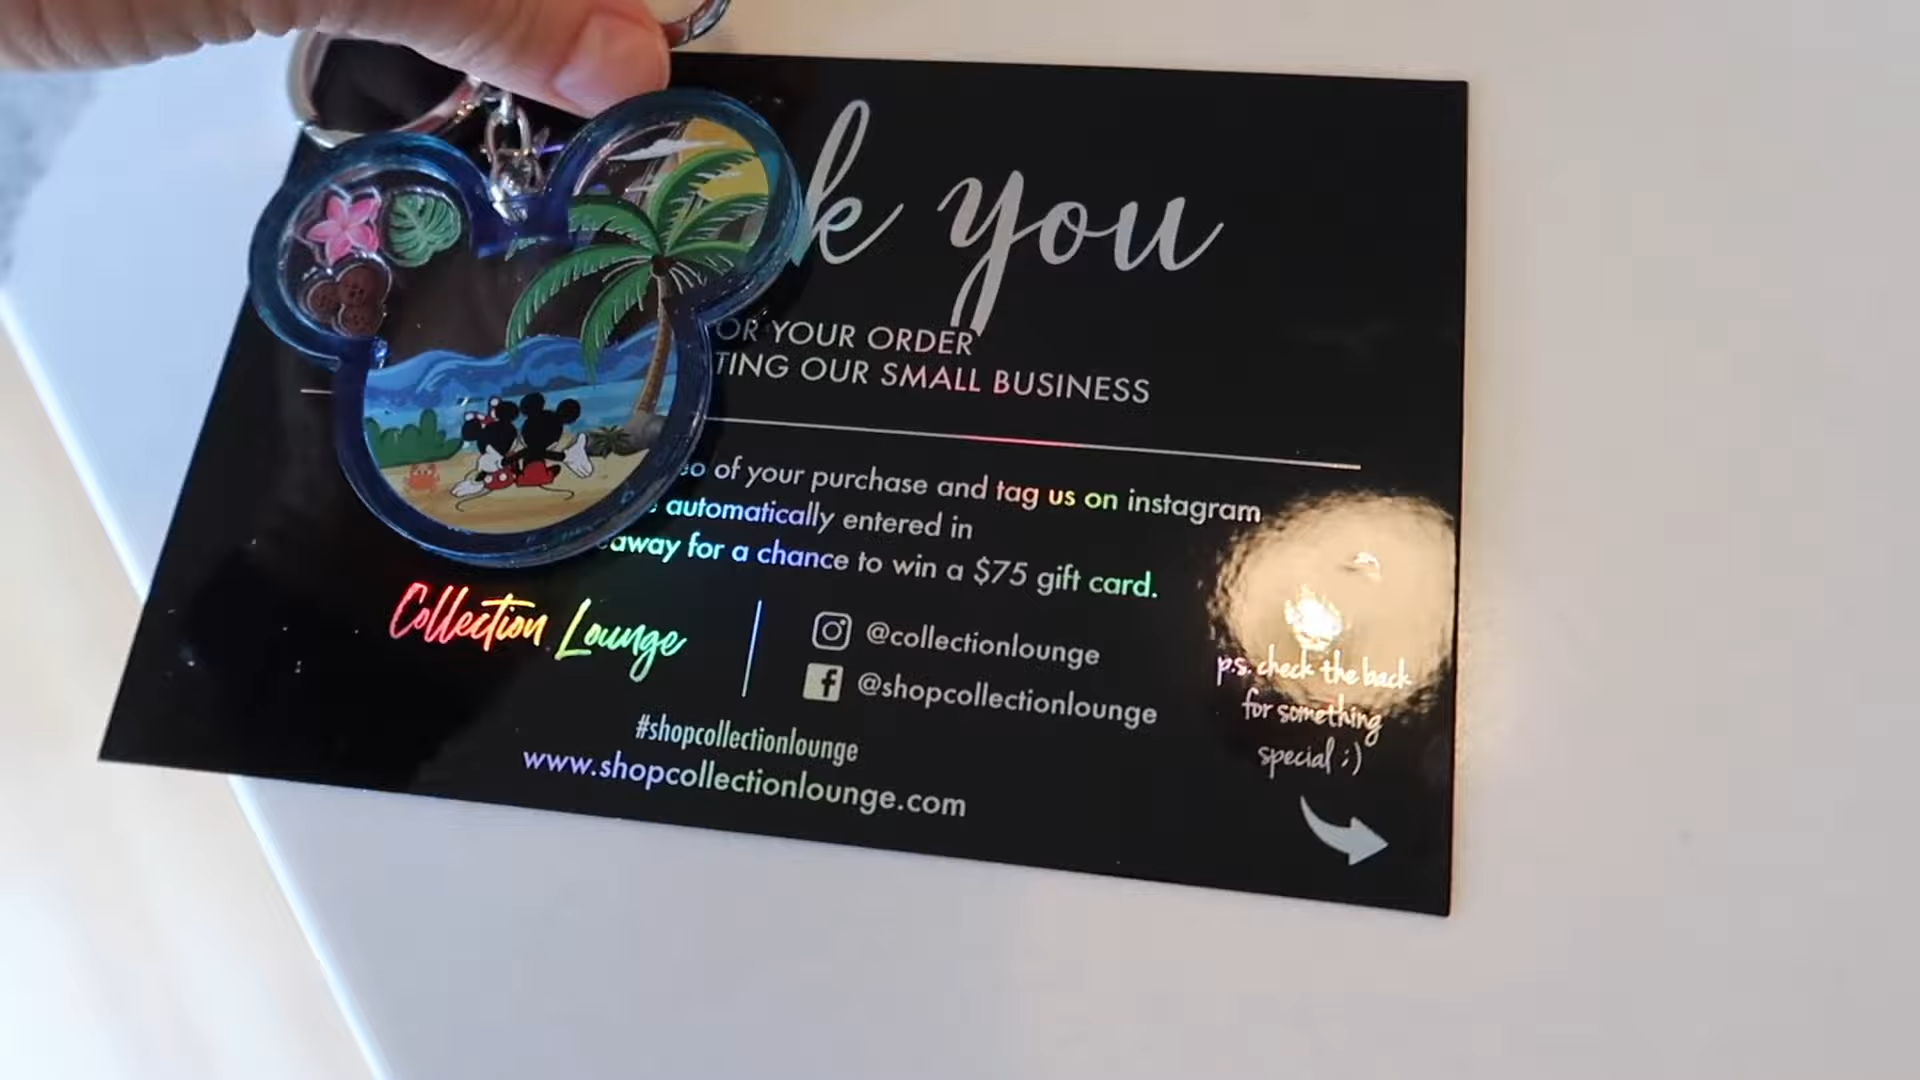 k you
OR YOUR ORDER
TING OUR SMALL BUSINESS
of your purchase and tag us on instagram
automatically entered in
away for a chance to win a $75 gift card.
Collection Lounge
@collectionlounge
@shopcollectionlounge
#shopcollectionlounge
www.shopcollectionlounge.com
p.s. check the back
for something
special ;)